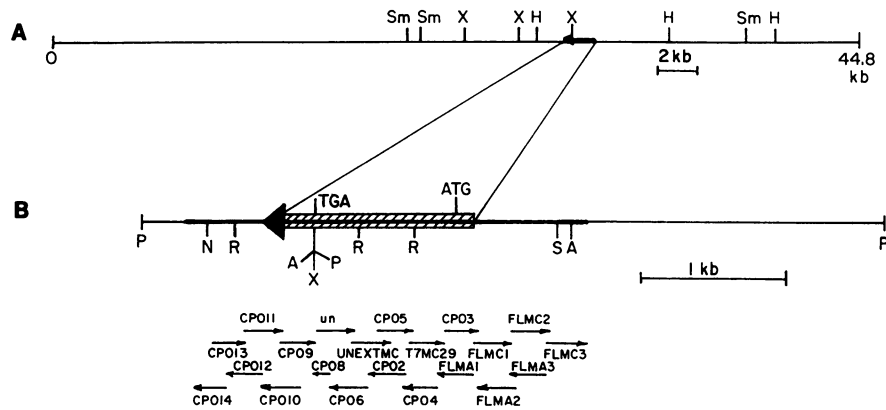 Sm Sm X X H X H Sm H
A
0 2 kb 44.8
kb
TGA ATG
B
P N R R R S A P
A P
X
1 kb
CPO11 un CPO5 CPO3 FLMC2
CPO13 CPO9 UNEXTMC T7MC29 FLMC1 FLMC3
CPO12 CPO8 CPO2 FLMA1 FLMA3
CPO14 CPO10 CPO6 CPO4 FLMA2